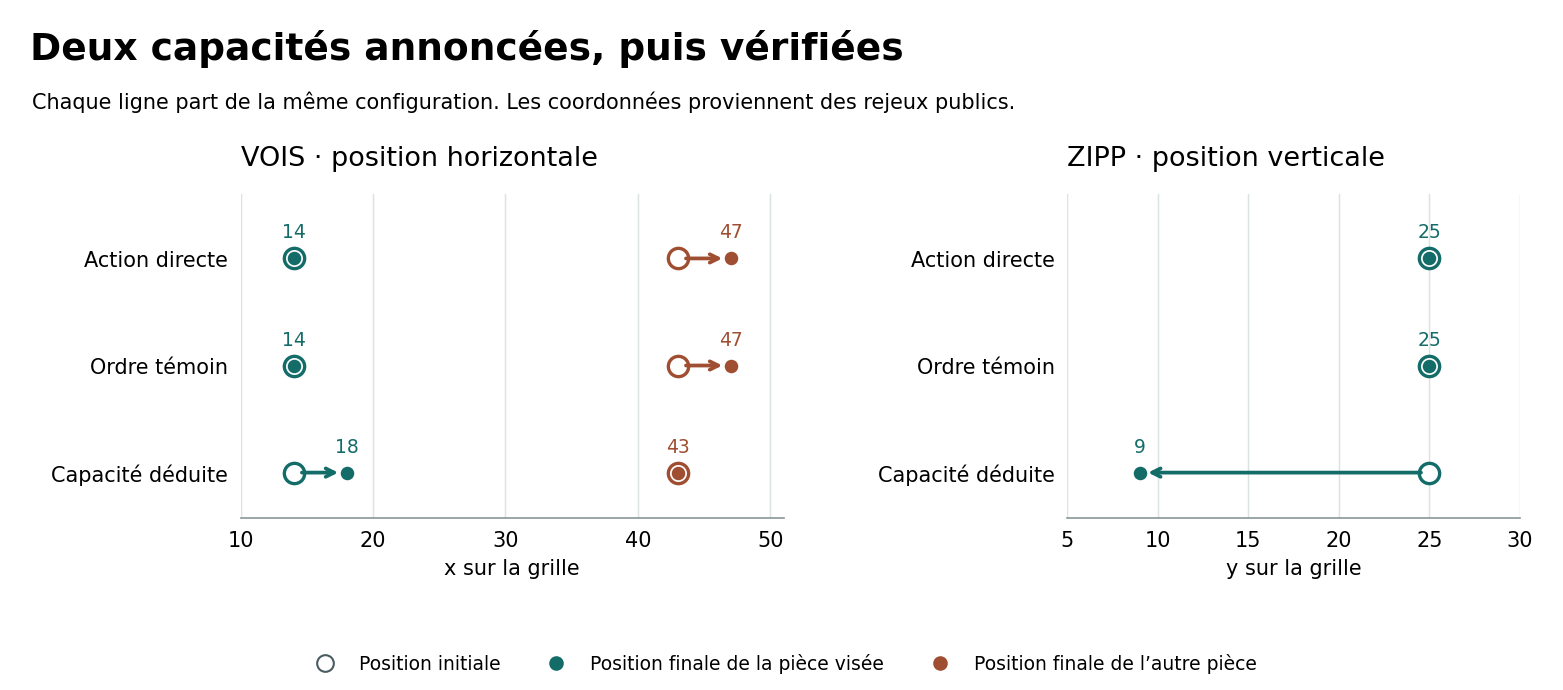 Deux capacités annoncées, puis vérifiées
Chaque ligne part de la même configuration. Les coordonnées proviennent des rejeux publics.
VOIS · position horizontale
14
47
Action directe
14
47
Ordre témoin
18
43
Capacité déduite
10 20 30 40 50
x sur la grille
ZIPP · position verticale
25
Action directe
25
Ordre témoin
9
Capacité déduite
5 10 15 20 25 30
y sur la grille
Position initiale
Position finale de la pièce visée
Position finale de l’autre pièce